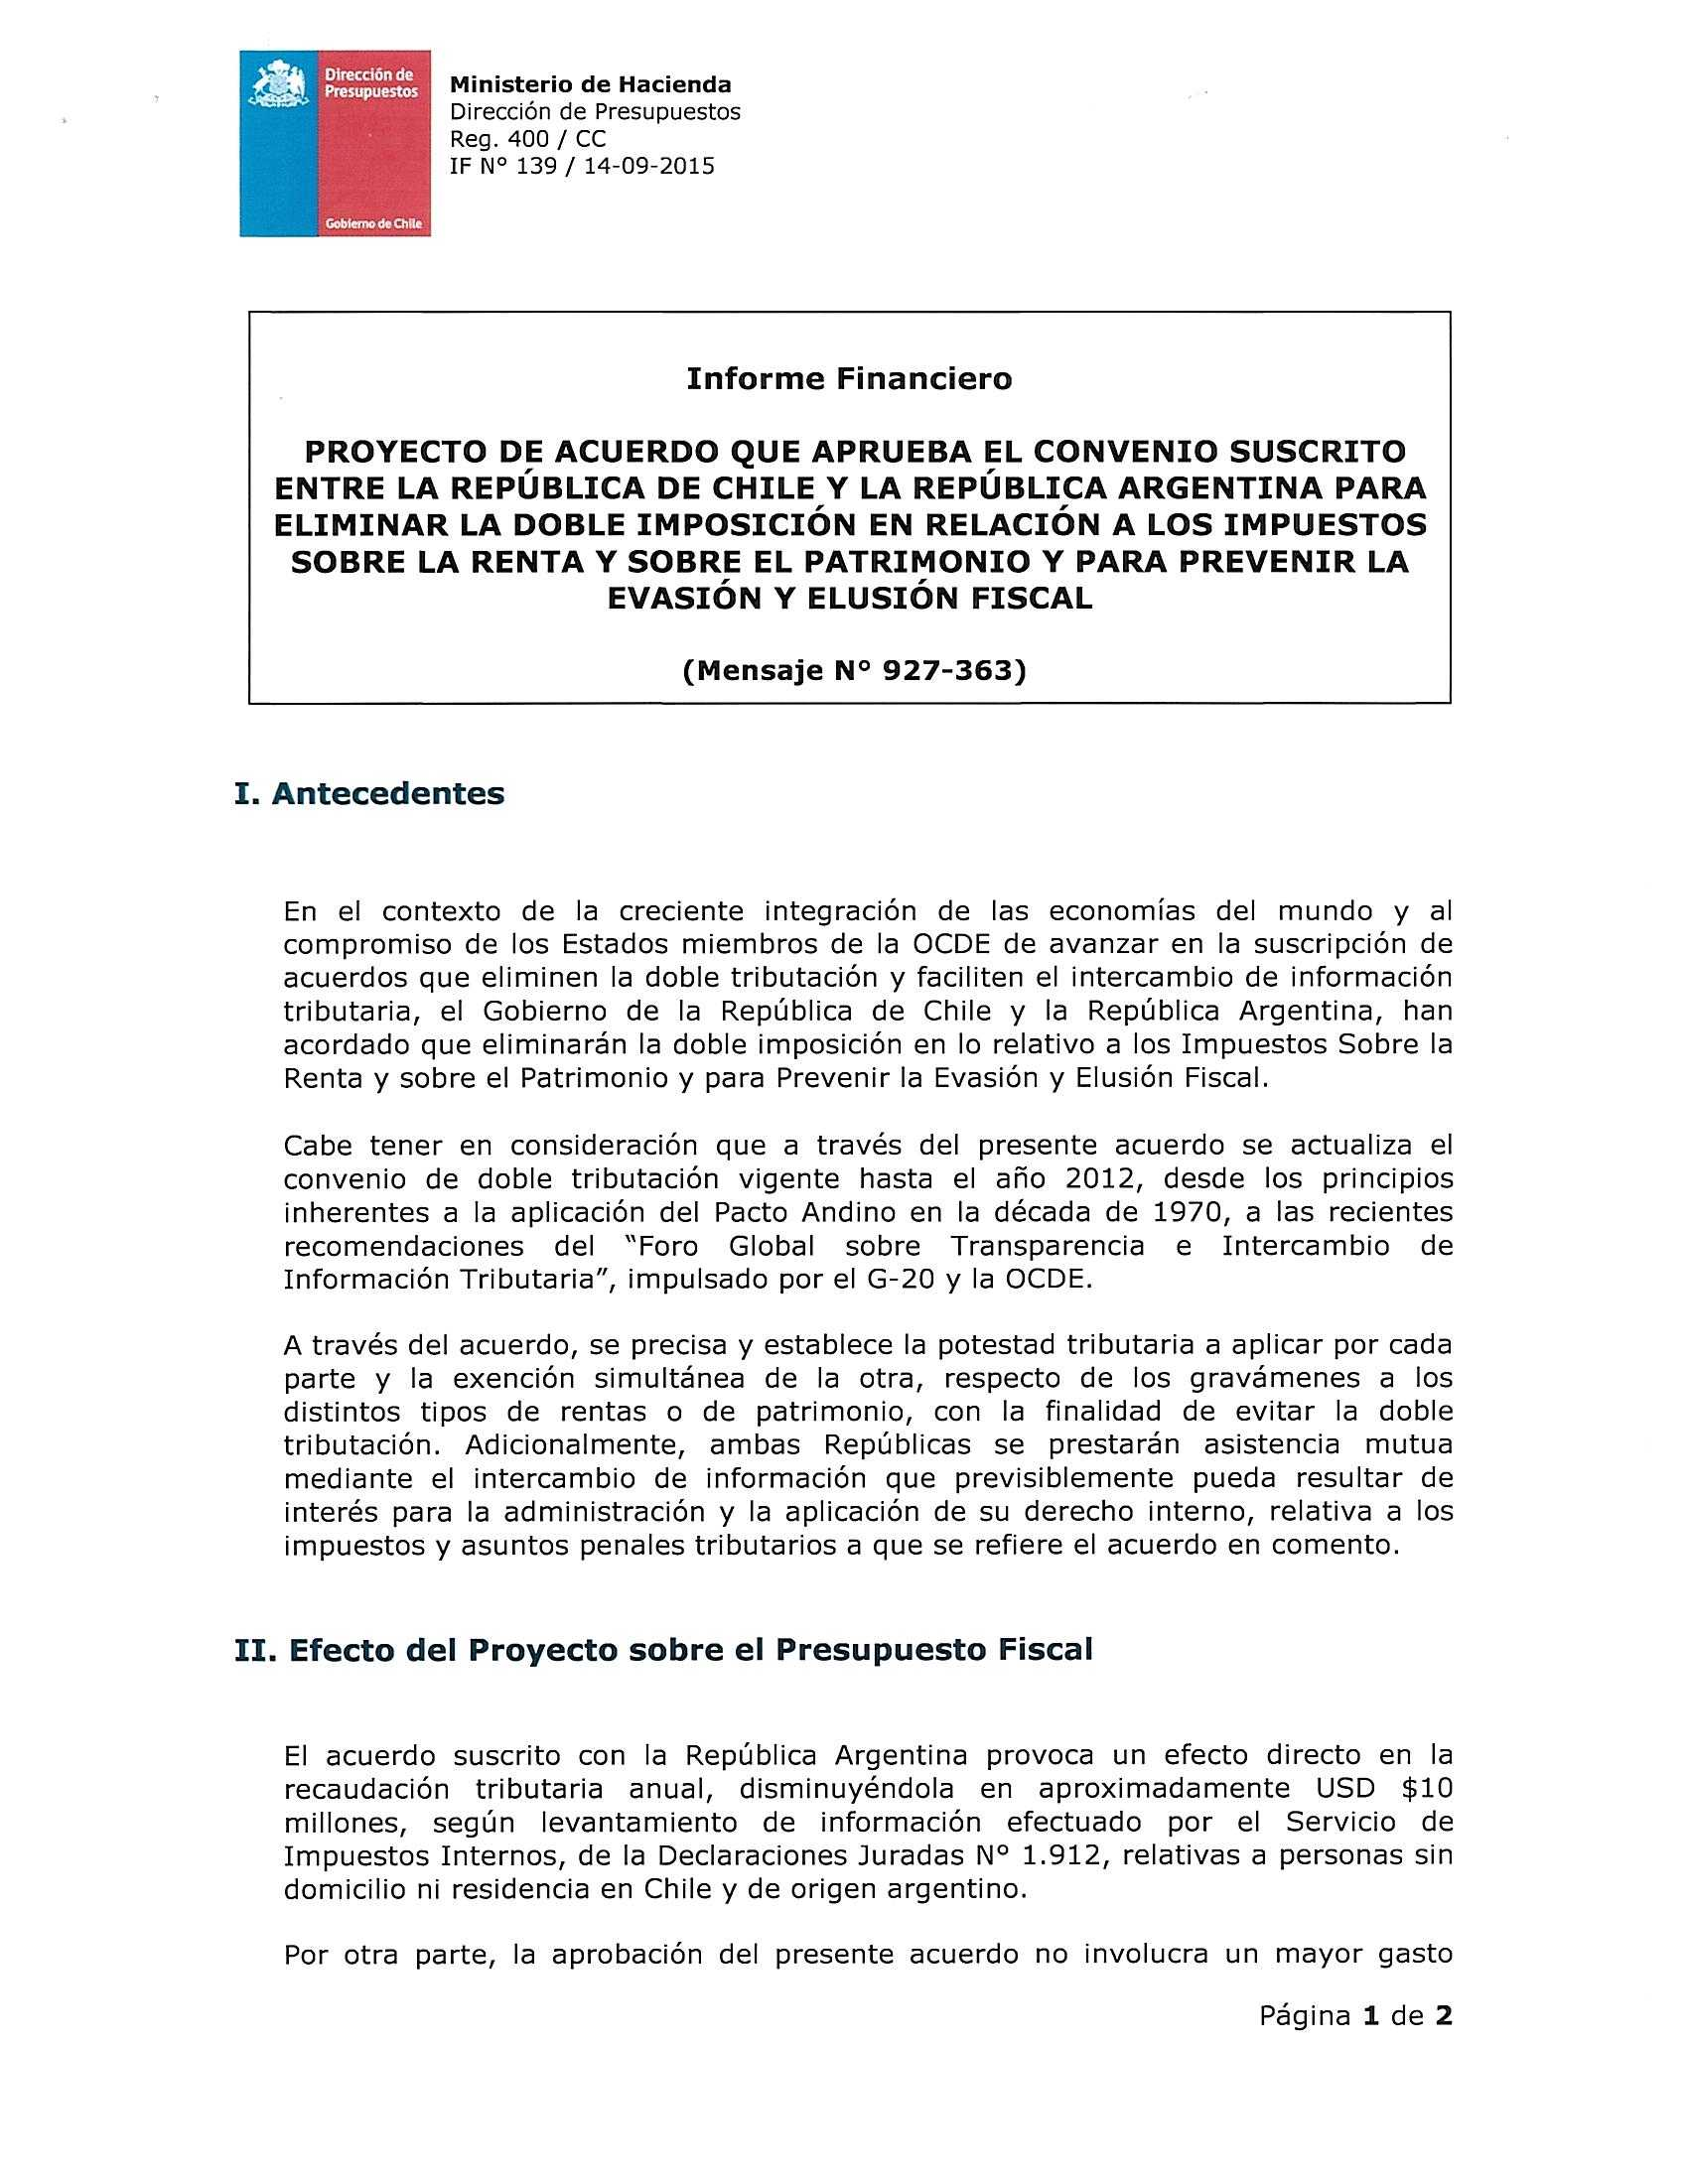 Dirección de
Presupuestos
Gobierno de Chile
Ministerio de Hacienda
Dirección de Presupuestos
Reg. 400 / CC
IF N° 139 / 14-09-2015
Informe Financiero
PROYECTO DE ACUERDO QUE APRUEBA EL CONVENIO SUSCRITO
ENTRE LA REPÚBLICA DE CHILE Y LA REPÚBLICA ARGENTINA PARA
ELIMINAR LA DOBLE IMPOSICIÓN EN RELACIÓN A LOS IMPUESTOS
SOBRE LA RENTA Y SOBRE EL PATRIMONIO Y PARA PREVENIR LA
EVASIÓN Y ELUSIÓN FISCAL
(Mensaje N° 927-363)
I. Antecedentes
En el contexto de la creciente integración de las economías del mundo y al
compromiso de los Estados miembros de la OCDE de avanzar en la suscripción de
acuerdos que eliminen la doble tributación y faciliten el intercambio de información
tributaria, el Gobierno de la República de Chile y la República Argentina, han
acordado que eliminarán la doble imposición en lo relativo a los Impuestos Sobre la
Renta y sobre el Patrimonio y para Prevenir la Evasión y Elusión Fiscal.
Cabe tener en consideración que a través del presente acuerdo se actualiza el
convenio de doble tributación vigente hasta el año 2012, desde los principios
inherentes a la aplicación del Pacto Andino en la década de 1970, a las recientes
recomendaciones del "Foro Global sobre Transparencia e Intercambio de
Información Tributaria", impulsado por el G-20 y la OCDE.
A través del acuerdo, se precisa y establece la potestad tributaria a aplicar por cada
parte y la exención simultánea de la otra, respecto de los gravámenes a los
distintos tipos de rentas o de patrimonio, con la finalidad de evitar la doble
tributación. Adicionalmente, ambas Repúblicas se prestarán asistencia mutua
mediante el intercambio de información que previsiblemente pueda resultar de
interés para la administración y la aplicación de su derecho interno, relativa a los
impuestos y asuntos penales tributarios a que se refiere el acuerdo en comento.
II. Efecto del Proyecto sobre el Presupuesto Fiscal
El acuerdo suscrito con la República Argentina provoca un efecto directo en la
recaudación tributaria anual, disminuyéndola en aproximadamente USD $10
millones, según levantamiento de información efectuado por el Servicio de
Impuestos Internos, de la Declaraciones Juradas N° 1.912, relativas a personas sin
domicilio ni residencia en Chile y de origen argentino.
Por otra parte, la aprobación del presente acuerdo no involucra un mayor gasto
Página 1 de 2